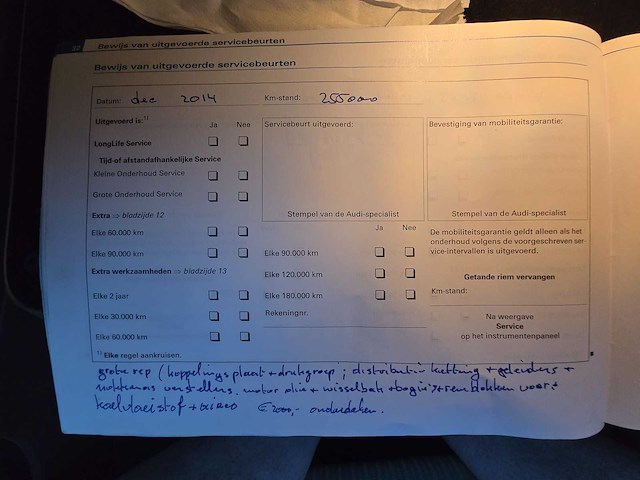 32 Bewijs van uitgevoerde servicebeurten
Bewijs van uitgevoerde servicebeurten
Datum: dec 2014 Km-stand: 255000
Uitgevoerd is:¹⁾ Ja Nee
LongLife Service
Tijd-of afstandafhankelijke Service
Kleine Onderhoud Service
Grote Onderhoud Service
Extra ⇨ bladzijde 12
Elke 60.000 km
Elke 90.000 km
Extra werkzaamheden ⇨ bladzijde 13
Elke 2 jaar
Elke 30.000 km
Elke 60.000 km
¹⁾ Elke regel aankruisen.
Servicebeurt uitgevoerd:
Stempel van de Audi-specialist
Ja Nee
Elke 90.000 km
Elke 120.000 km
Elke 180.000 km
Rekeningnr.
Bevestiging van mobiliteitsgarantie:
Stempel van de Audi-specialist
De mobiliteitsgarantie geldt alleen als het
onderhoud volgens de voorgeschreven ser-
vice-intervallen is uitgevoerd.
Getande riem vervangen
Km-stand:
Na weergave
Service
op het instrumentenpaneel
grote rep (koppelingsplaat + drukgroep ; distributie ketting + geleiders +
nokkenas verstellers, motor olie + wisselbak + bougie's + remblokken voor +
koelvloeistof € 2000,- onderdelen.